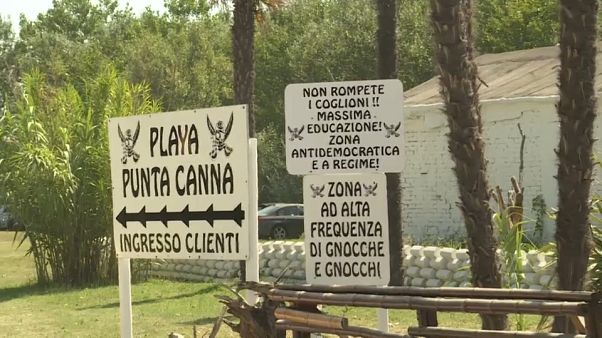 PLAYA
PUNTA CANNA
INGRESSO CLIENTI
NON ROMPETE
I COGLIONI !!
MASSIMA
EDUCAZIONE!
ZONA
ANTIDEMOCRATICA
E A REGIME!
ZONA
AD ALTA
FREQUENZA
DI GNOCCHE
E GNOCCHI